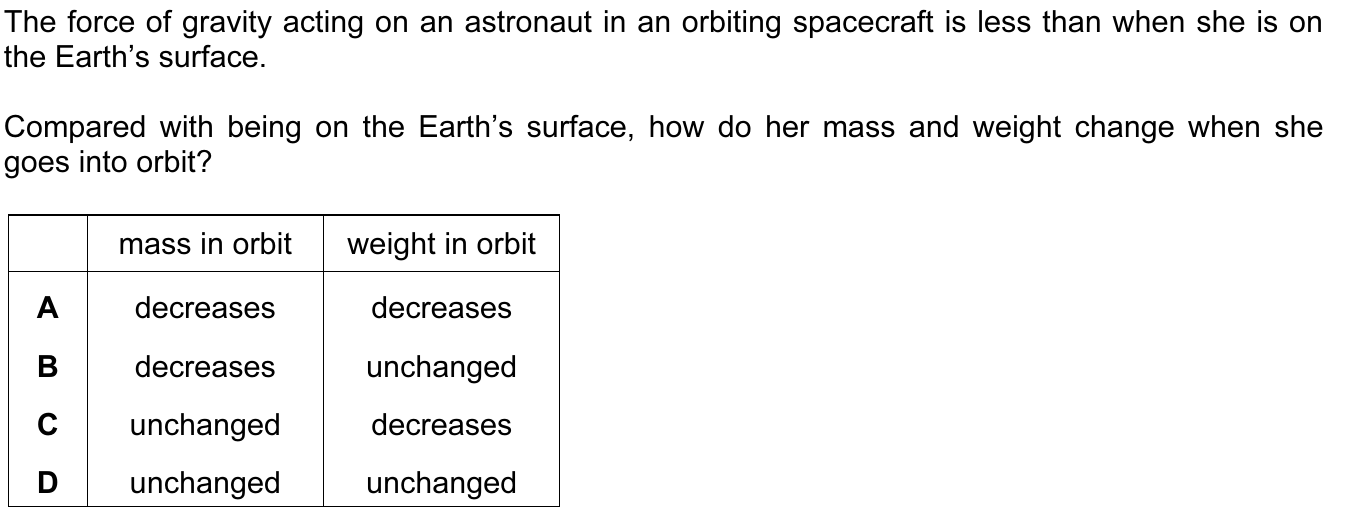 The force of gravity acting on an astronaut in an orbiting spacecraft is less than when she is on
the Earth’s surface.
Compared with being on the Earth’s surface, how do her mass and weight change when she
goes into orbit?
mass in orbit weight in orbit
A decreases decreases
B decreases unchanged
C unchanged decreases
D unchanged unchanged